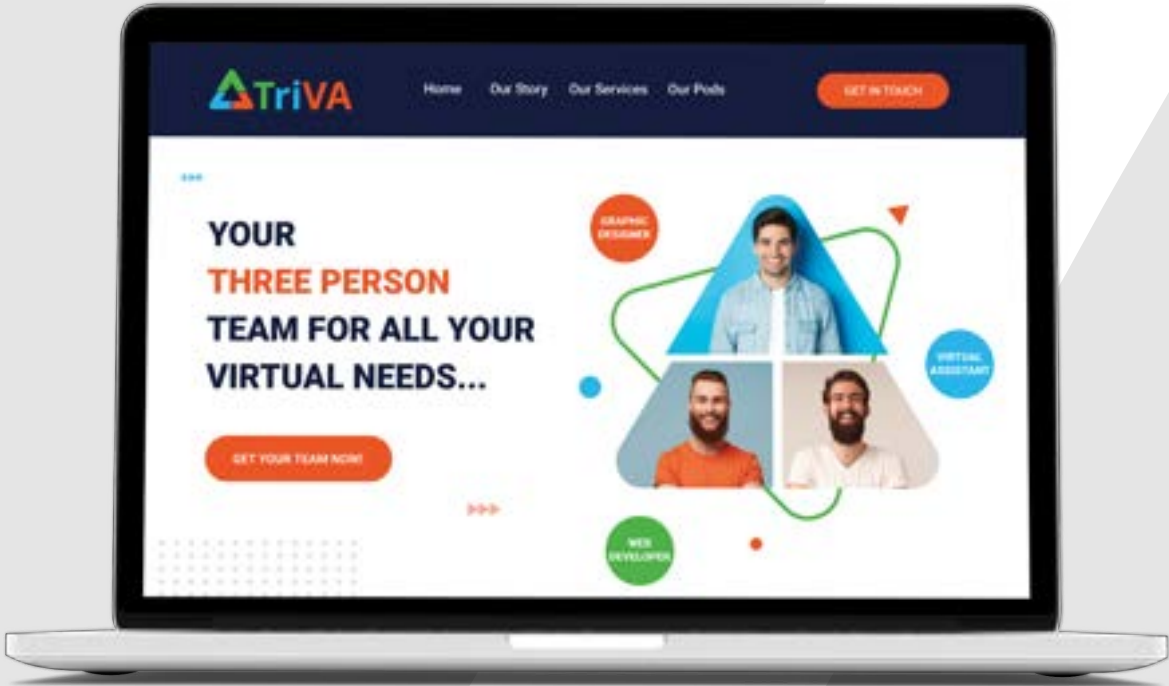 TriVA
Home Our Story Our Services Our Pods
GET IN TOUCH
YOUR
THREE PERSON
TEAM FOR ALL YOUR
VIRTUAL NEEDS...
GET YOUR TEAM NOW!
GRAPHIC
DESIGNER
VIRTUAL
ASSISTANT
WEB
DEVELOPER